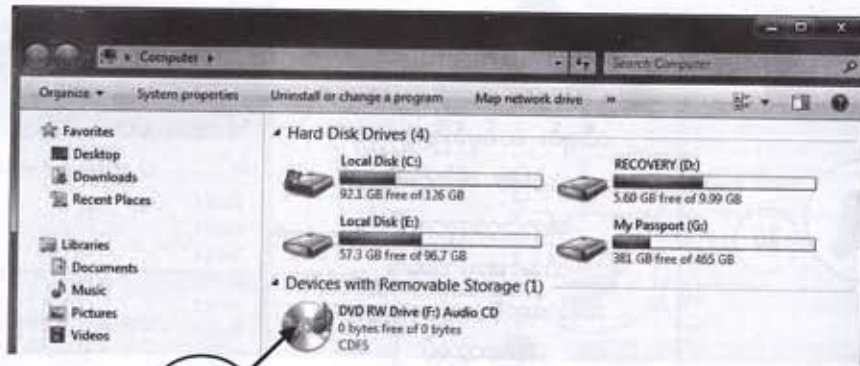 Computer
Search Computer
Organize
System properties
Uninstall or change a program
Map network drive
»
Favorites
Desktop
Downloads
Recent Places
Libraries
Documents
Music
Pictures
Videos
Hard Disk Drives (4)
Local Disk (C:)
92.1 GB free of 126 GB
RECOVERY (D:)
5.60 GB free of 9.99 GB
Local Disk (E:)
57.3 GB free of 96.7 GB
My Passport (G:)
381 GB free of 465 GB
Devices with Removable Storage (1)
DVD RW Drive (F:) Audio CD
0 bytes free of 0 bytes
CDFS